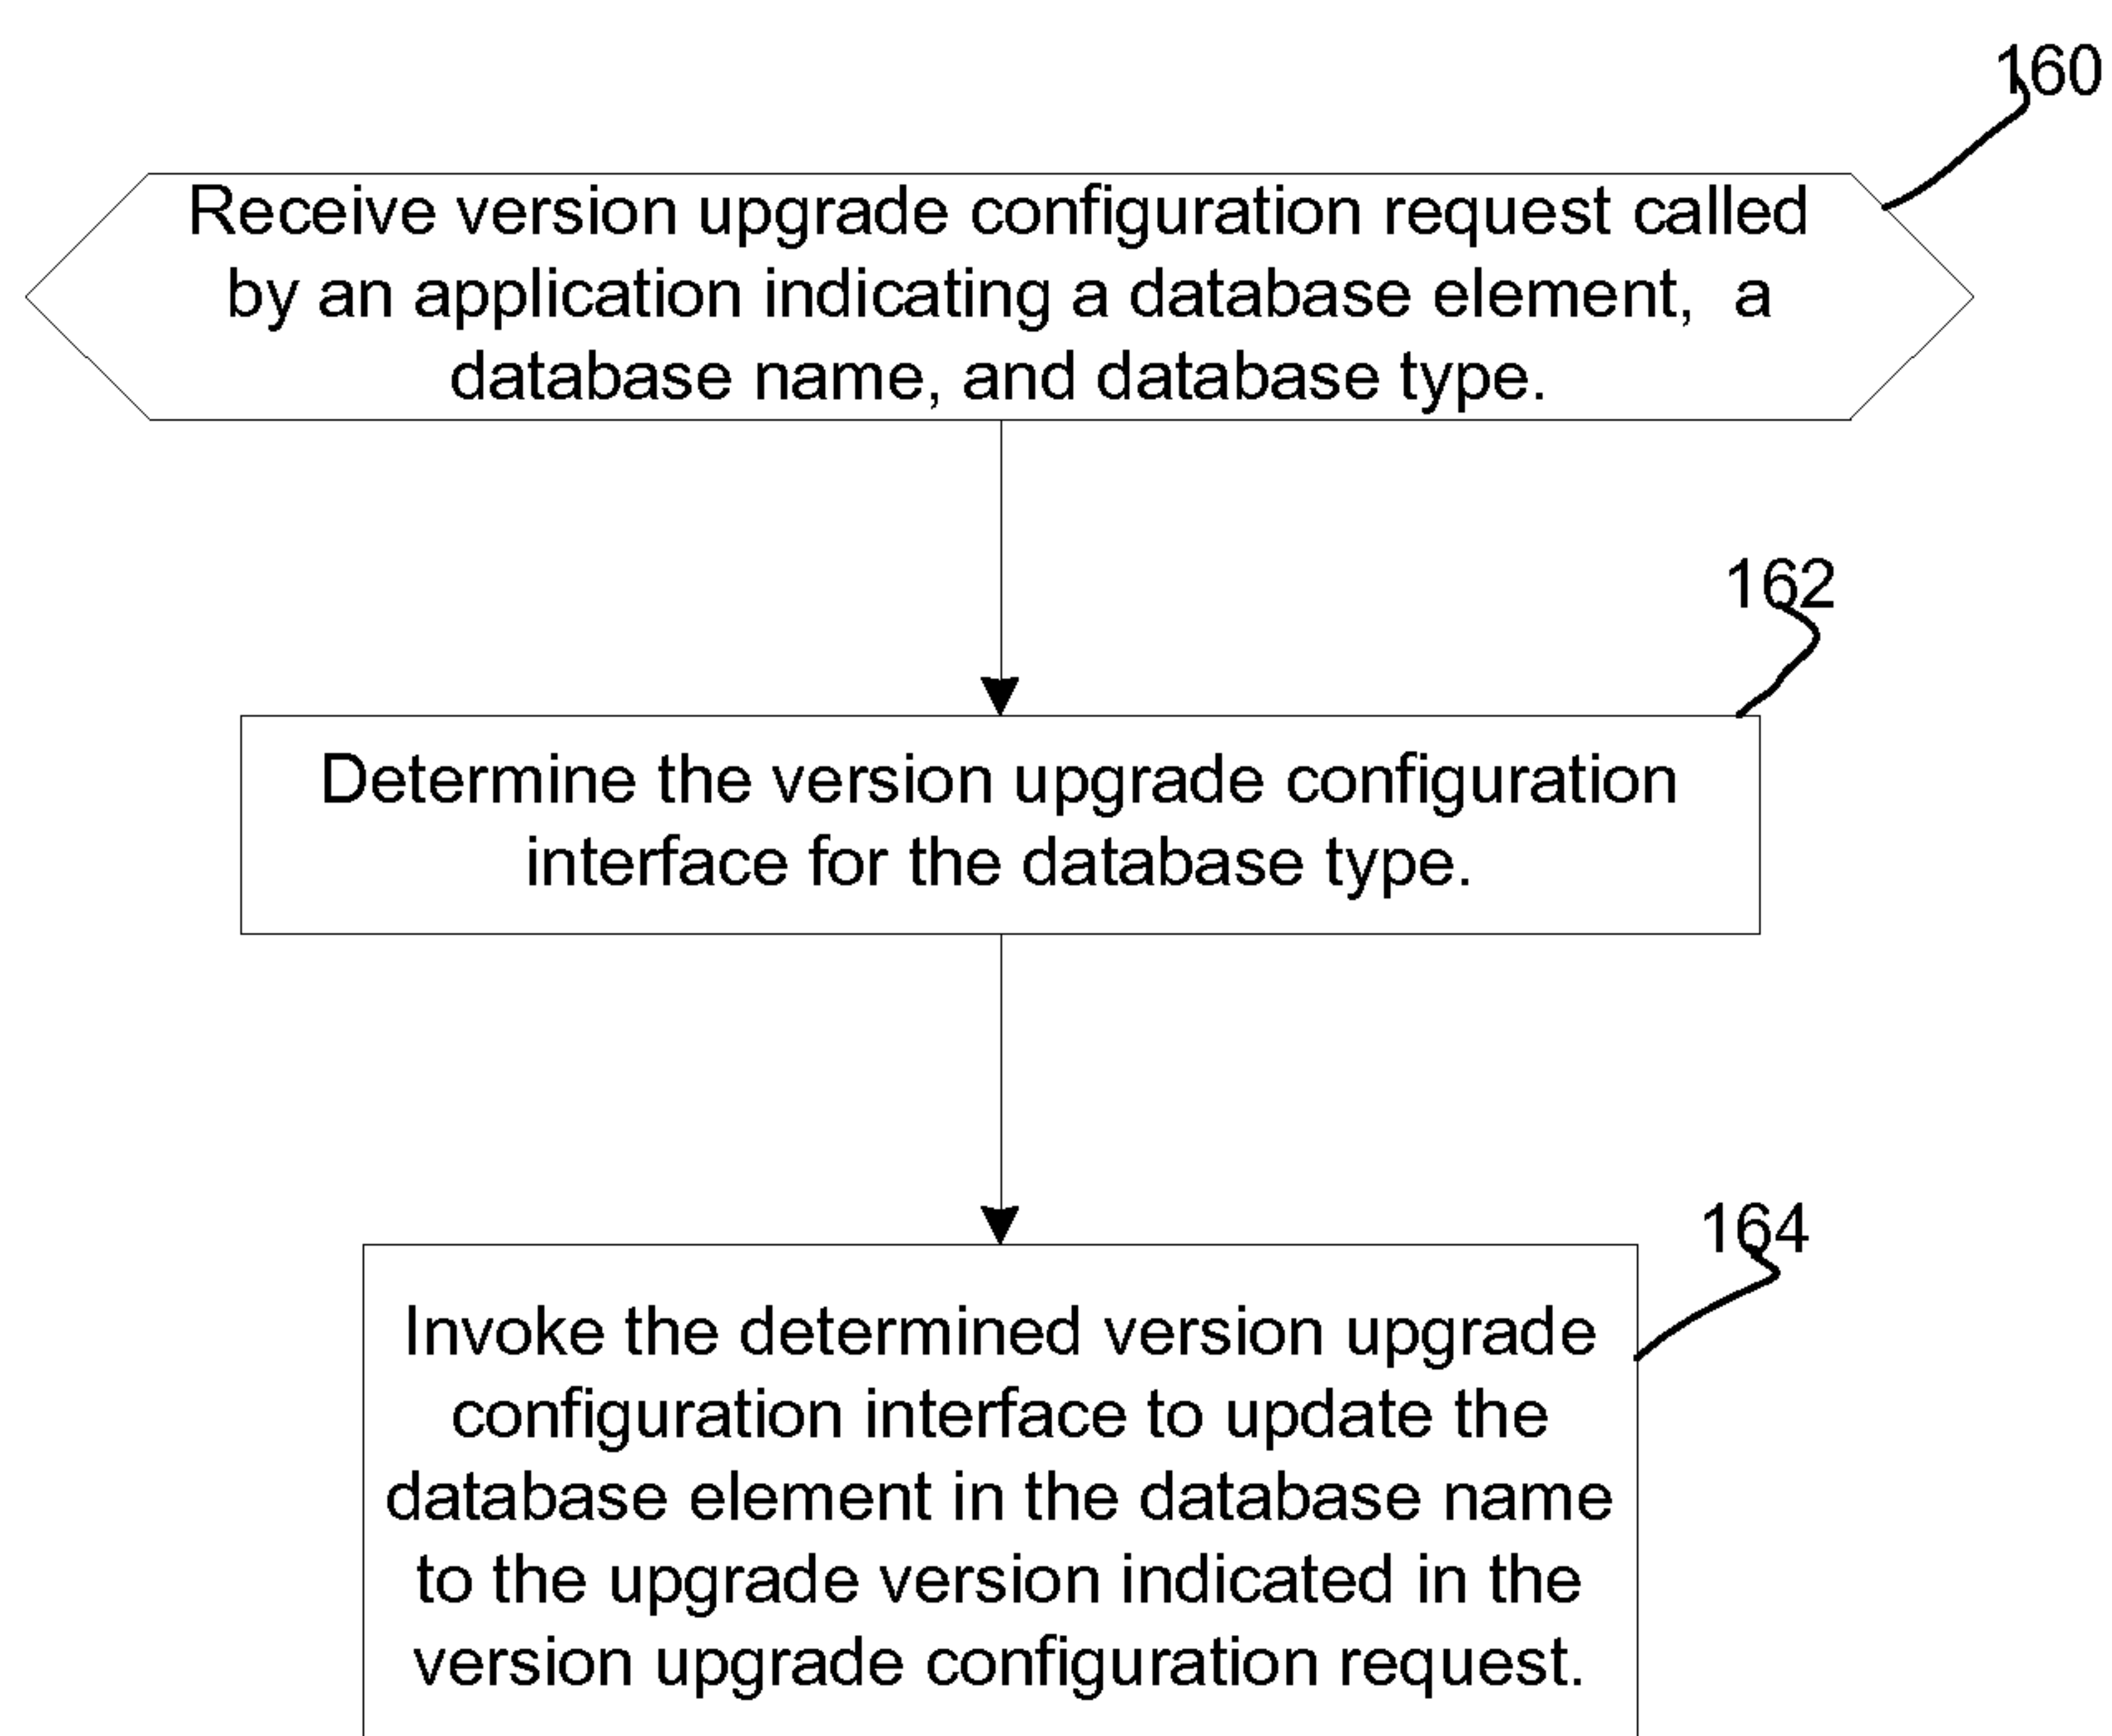 160
Receive version upgrade configuration request called
by an application indicating a database element, a
database name, and database type.
162
Determine the version upgrade configuration
interface for the database type.
164
Invoke the determined version upgrade
configuration interface to update the
database element in the database name
to the upgrade version indicated in the
version upgrade configuration request.